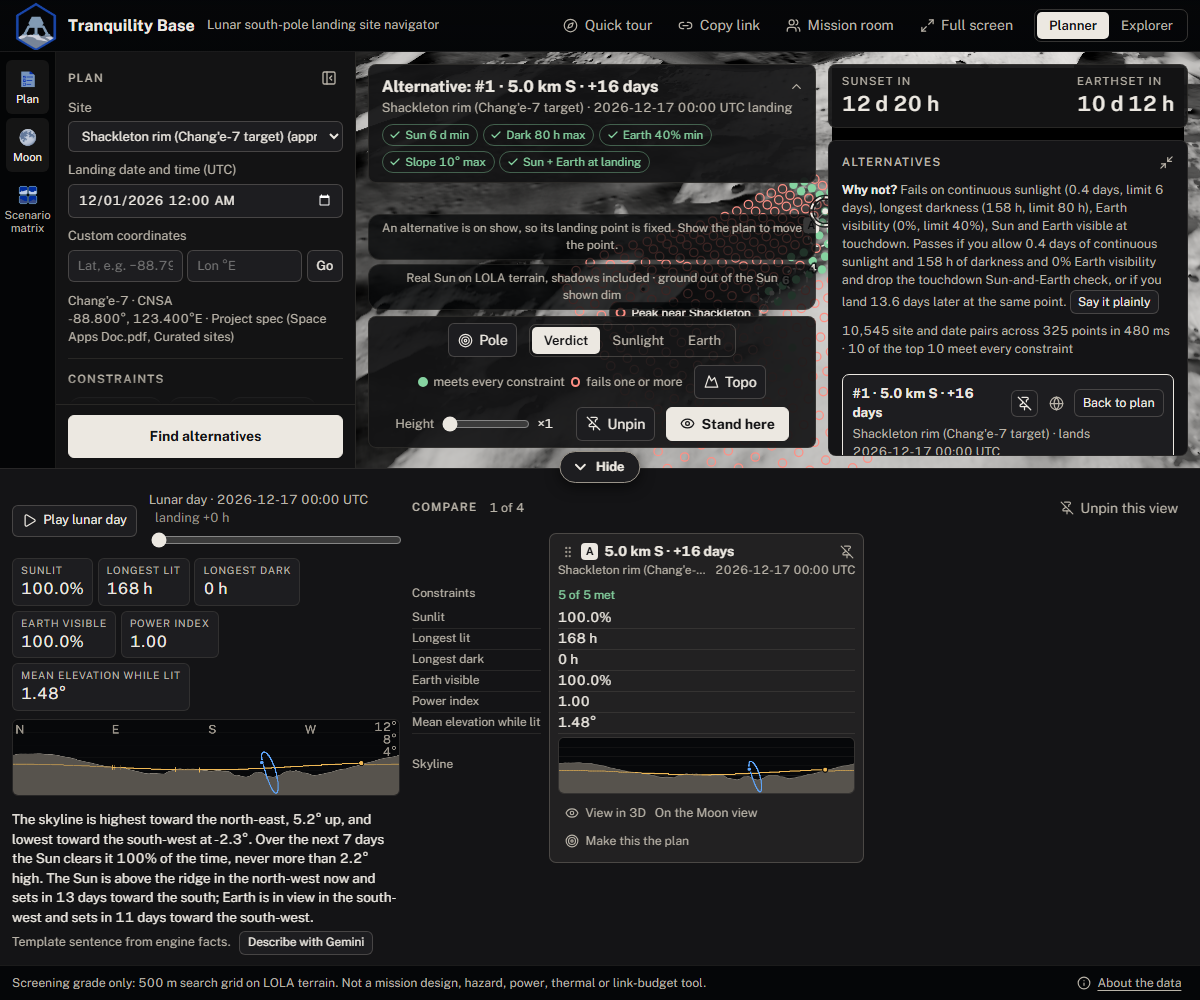 Tranquility Base
Lunar south-pole landing site navigator
Quick tour
Copy link
Mission room
Full screen
Planner
Explorer
Plan
Moon
Scenario
matrix
PLAN
Site
Shackleton rim (Chang'e-7 target) (appr
Landing date and time (UTC)
12/01/2026 12:00 AM
Custom coordinates
Lat, e.g. -88.79
Lon °E
Go
Chang'e-7 · CNSA
-88.800°, 123.400°E · Project spec (Space
Apps Doc.pdf, Curated sites)
CONSTRAINTS
Find alternatives
Alternative: #1 · 5.0 km S · +16 days
Shackleton rim (Chang'e-7 target) · 2026-12-17 00:00 UTC landing
Sun 6 d min
Dark 80 h max
Earth 40% min
Slope 10° max
Sun + Earth at landing
An alternative is on show, so its landing point is fixed. Show the plan to move
the point.
Real Sun on LOLA terrain, shadows included · ground out of the Sun
shown dim
Peak near Shackleton
Pole
Verdict
Sunlight
Earth
meets every constraint
fails one or more
Topo
Height
×1
Unpin
Stand here
Hide
SUNSET IN
12 d 20 h
EARTHSET IN
10 d 12 h
ALTERNATIVES
Why not? Fails on continuous sunlight (0.4 days, limit 6
days), longest darkness (158 h, limit 80 h), Earth
visibility (0%, limit 40%), Sun and Earth visible at
touchdown. Passes if you allow 0.4 days of continuous
sunlight and 158 h of darkness and 0% Earth visibility
and drop the touchdown Sun-and-Earth check, or if you
land 13.6 days later at the same point.
Say it plainly
10,545 site and date pairs across 325 points in 480 ms
· 10 of the top 10 meet every constraint
#1 · 5.0 km S · +16
days
Back to plan
Shackleton rim (Chang'e-7 target) · lands
2026-12-17 00:00 UTC
Play lunar day
Lunar day · 2026-12-17 00:00 UTC
landing +0 h
SUNLIT
100.0%
LONGEST LIT
168 h
LONGEST DARK
0 h
EARTH VISIBLE
100.0%
POWER INDEX
1.00
MEAN ELEVATION WHILE LIT
1.48°
N
E
S
W
12°
8°
4°
The skyline is highest toward the north-east, 5.2° up, and
lowest toward the south-west at -2.3°. Over the next 7 days
the Sun clears it 100% of the time, never more than 2.2°
high. The Sun is above the ridge in the north-west now and
sets in 13 days toward the south; Earth is in view in the south-
west and sets in 11 days toward the south-west.
Template sentence from engine facts.
Describe with Gemini
COMPARE
1 of 4
Unpin this view
A
5.0 km S · +16 days
Shackleton rim (Chang'e-...
2026-12-17 00:00 UTC
Constraints
5 of 5 met
Sunlit
100.0%
Longest lit
168 h
Longest dark
0 h
Earth visible
100.0%
Power index
1.00
Mean elevation while lit
1.48°
Skyline
View in 3D
On the Moon view
Make this the plan
Screening grade only: 500 m search grid on LOLA terrain. Not a mission design, hazard, power, thermal or link-budget tool.
About the data